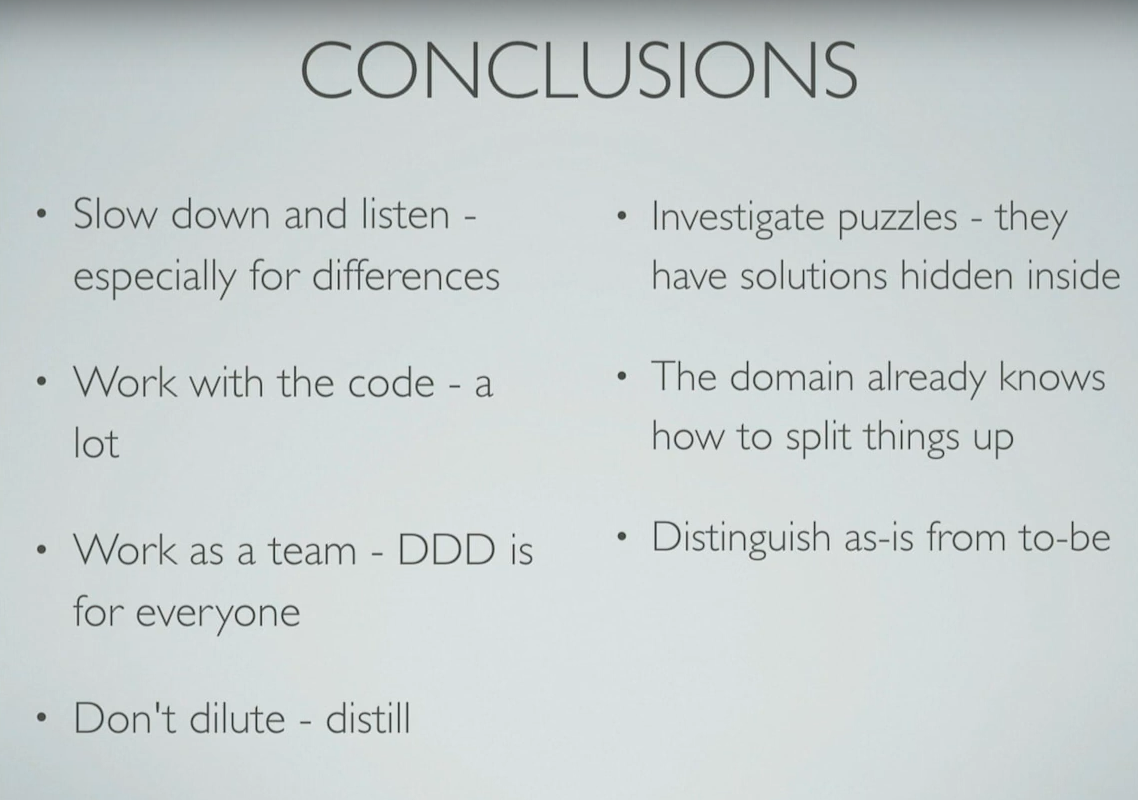 CONCLUSIONS
• Slow down and listen -
especially for differences
• Work with the code - a
lot
• Work as a team - DDD is
for everyone
• Don't dilute - distill
• Investigate puzzles - they
have solutions hidden inside
• The domain already knows
how to split things up
• Distinguish as-is from to-be